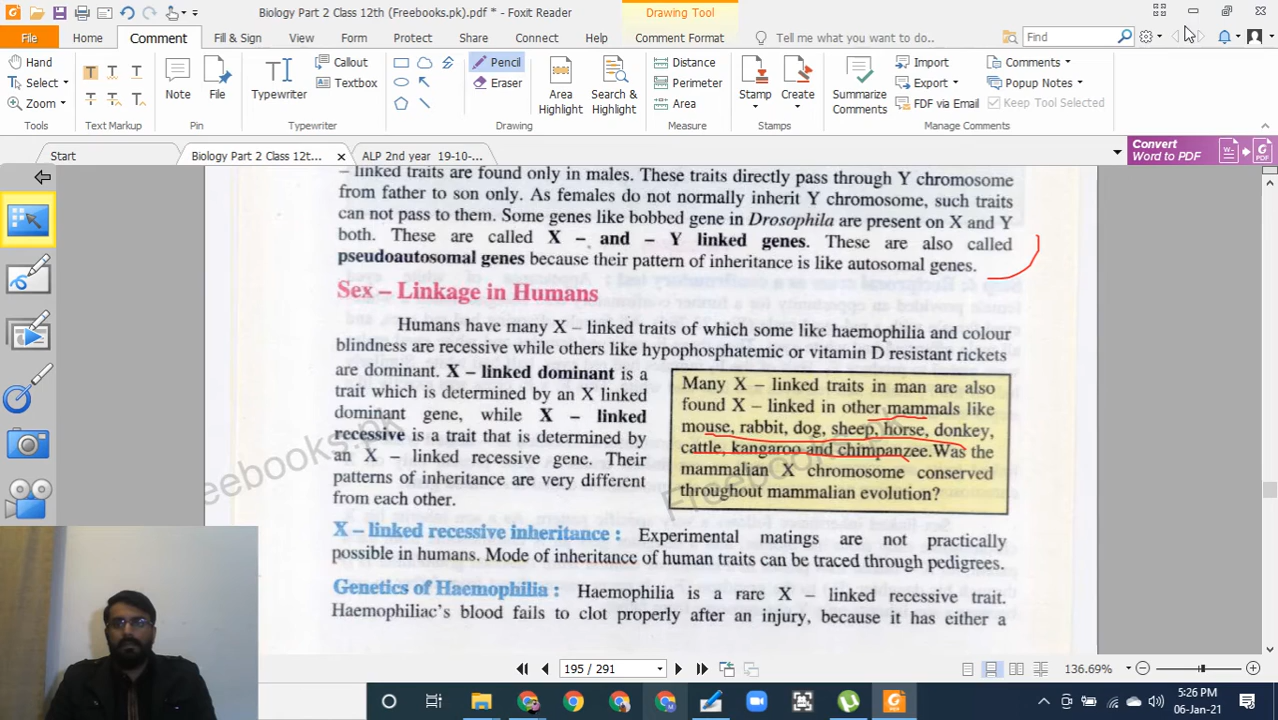 Biology Part 2 Class 12th (Freebooks.pk).pdf * - Foxit Reader
Drawing Tool
File Home Comment Fill & Sign View Form Protect Share Connect Help Comment Format Tell me what you want to do.. Find
Hand
Select
Zoom
Tools
Text Markup
Note
File
Pin
Typewriter
Callout
Textbox
Typewriter
Pencil
Eraser
Drawing
Area Highlight
Search & Highlight
Distance
Perimeter
Area
Measure
Stamp
Create
Stamps
Summarize Comments
Import
Export
FDF via Email
Comments
Popup Notes
Keep Tool Selected
Manage Comments
Start Biology Part 2 Class 12th... ALP 2nd year 19-10-...
Convert
Word to PDF
– linked traits are found only in males. These traits directly pass through Y chromosome
from father to son only. As females do not normally inherit Y chromosome, such traits
can not pass to them. Some genes like bobbed gene in Drosophila are present on X and Y
both. These are called X – and – Y linked genes. These are also called
pseudoautosomal genes because their pattern of inheritance is like autosomal genes.
Sex – Linkage in Humans
Humans have many X – linked traits of which some like haemophilia and colour
blindness are recessive while others like hypophosphatemic or vitamin D resistant rickets
are dominant. X – linked dominant is a
trait which is determined by an X linked
dominant gene, while X – linked
recessive is a trait that is determined by
an X – linked recessive gene. Their
patterns of inheritance are very different
from each other.
Many X – linked traits in man are also
found X – linked in other mammals like
mouse, rabbit, dog, sheep, horse, donkey,
cattle, kangaroo and chimpanzee. Was the
mammalian X chromosome conserved
throughout mammalian evolution?
X – linked recessive inheritance : Experimental matings are not practically
possible in humans. Mode of inheritance of human traits can be traced through pedigrees.
Genetics of Haemophilia : Haemophilia is a rare X – linked recessive trait.
Haemophiliac's blood fails to clot properly after an injury, because it has either a
Freebooks.pk
195 / 291
136.69%
5:26 PM
06-Jan-21